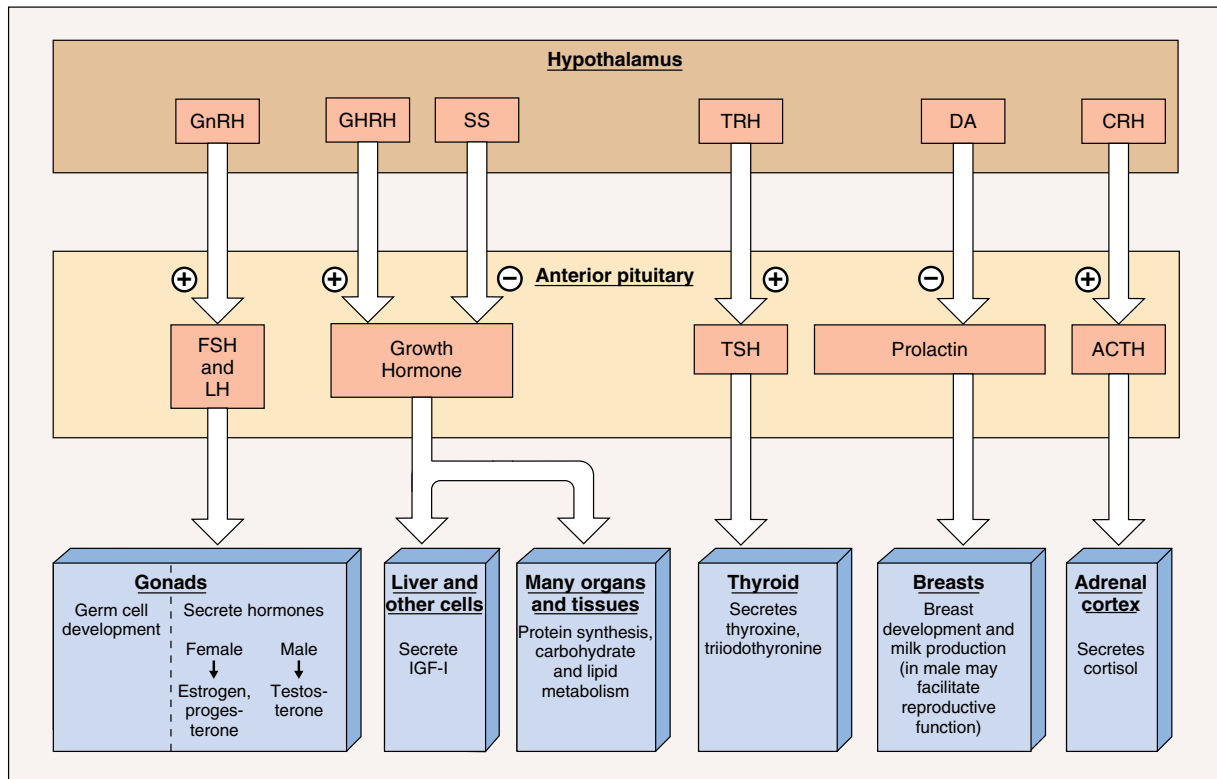 Hypothalamus
GnRH
GHRH
SS
TRH
DA
CRH
+
+
−
+
−
+
Anterior pituitary
FSH
and
LH
Growth
Hormone
TSH
Prolactin
ACTH
Gonads
Germ cell
development
Secrete hormones
Female
Estrogen,
proges-
terone
Male
Testos-
terone
Liver and
other cells
Secrete
IGF-I
Many organs
and tissues
Protein synthesis,
carbohydrate
and lipid
metabolism
Thyroid
Secretes
thyroxine,
triiodothyronine
Breasts
Breast
development and
milk production
(in male may
facilitate
reproductive
function)
Adrenal
cortex
Secretes
cortisol